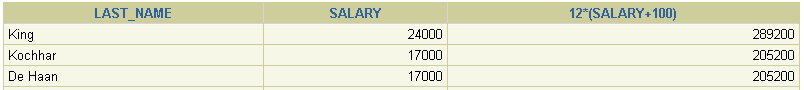 LAST_NAME SALARY 12*(SALARY+100)
King 24000 289200
Kochhar 17000 205200
De Haan 17000 205200